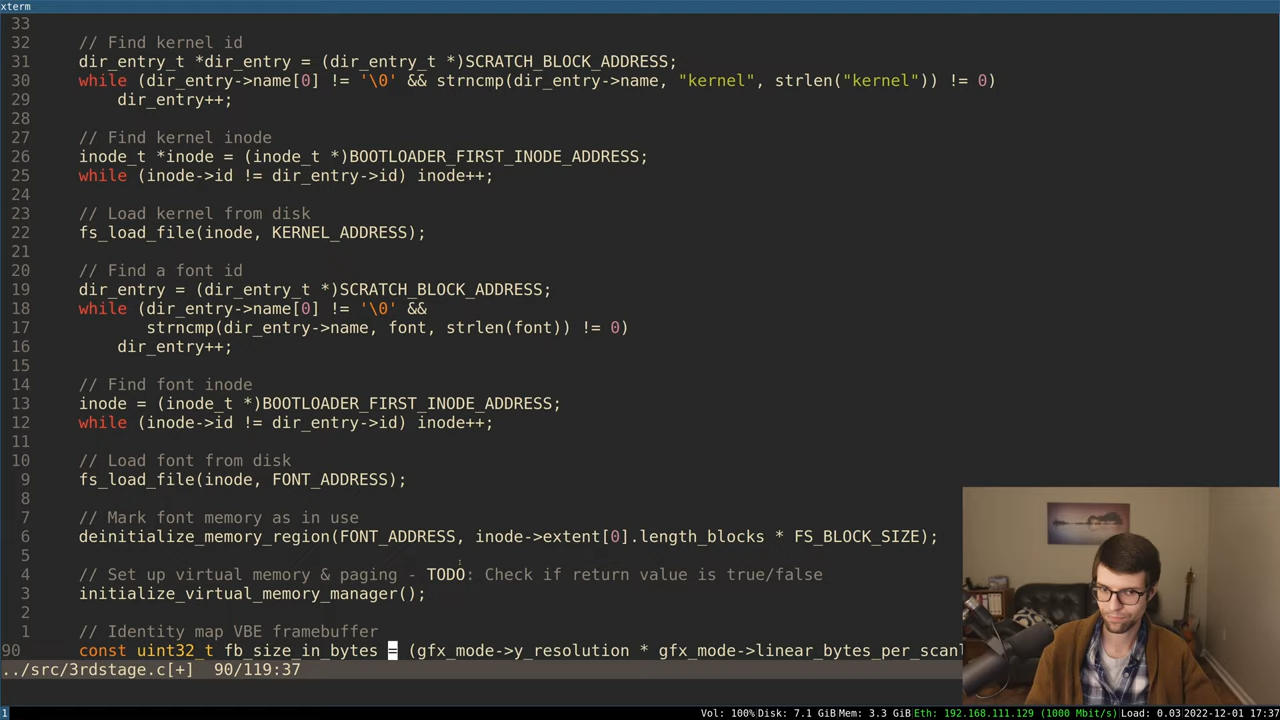 xterm
33
32 // Find kernel id
31 dir_entry_t *dir_entry = (dir_entry_t *)SCRATCH_BLOCK_ADDRESS;
30 while (dir_entry->name[0] != '\0' && strncmp(dir_entry->name, "kernel", strlen("kernel")) != 0)
29 dir_entry++;
28
27 // Find kernel inode
26 inode_t *inode = (inode_t *)BOOTLOADER_FIRST_INODE_ADDRESS;
25 while (inode->id != dir_entry->id) inode++;
24
23 // Load kernel from disk
22 fs_load_file(inode, KERNEL_ADDRESS);
21
20 // Find a font id
19 dir_entry = (dir_entry_t *)SCRATCH_BLOCK_ADDRESS;
18 while (dir_entry->name[0] != '\0' &&
17 strncmp(dir_entry->name, font, strlen(font)) != 0)
16 dir_entry++;
15
14 // Find font inode
13 inode = (inode_t *)BOOTLOADER_FIRST_INODE_ADDRESS;
12 while (inode->id != dir_entry->id) inode++;
11
10 // Load font from disk
9 fs_load_file(inode, FONT_ADDRESS);
8
7 // Mark font memory as in use
6 deinitialize_memory_region(FONT_ADDRESS, inode->extent[0].length_blocks * FS_BLOCK_SIZE);
5
4 // Set up virtual memory & paging - TODO: Check if return value is true/false
3 initialize_virtual_memory_manager();
2
1 // Identity map VBE framebuffer
90 const uint32_t fb_size_in_bytes = (gfx_mode->y_resolution * gfx_mode->linear_bytes_per_scanl
../src/3rdstage.c[+] 90/119:37
1 Vol: 100% Disk: 7.1 GiB Mem: 3.3 GiB Eth: 192.168.111.129 (1000 Mbit/s) Load: 0.03 2022-12-01 17:37